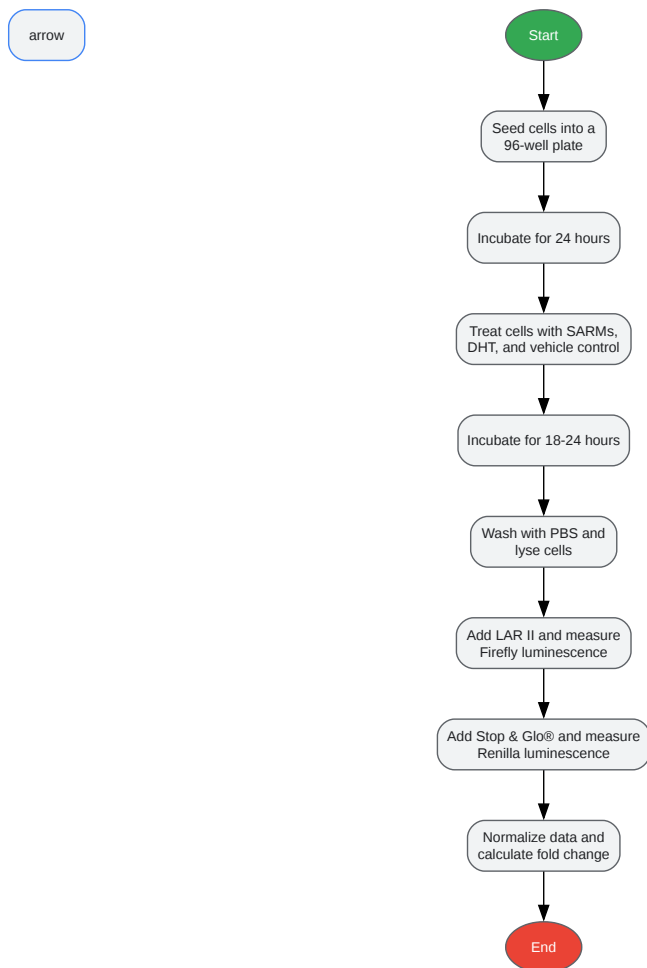 arrow
Start
Seed cells into a
96-well plate
Incubate for 24 hours
Treat cells with SARMs,
DHT, and vehicle control
Incubate for 18-24 hours
Wash with PBS and
lyse cells
Add LAR II and measure
Firefly luminescence
Add Stop & Glo® and measure
Renilla luminescence
Normalize data and
calculate fold change
End